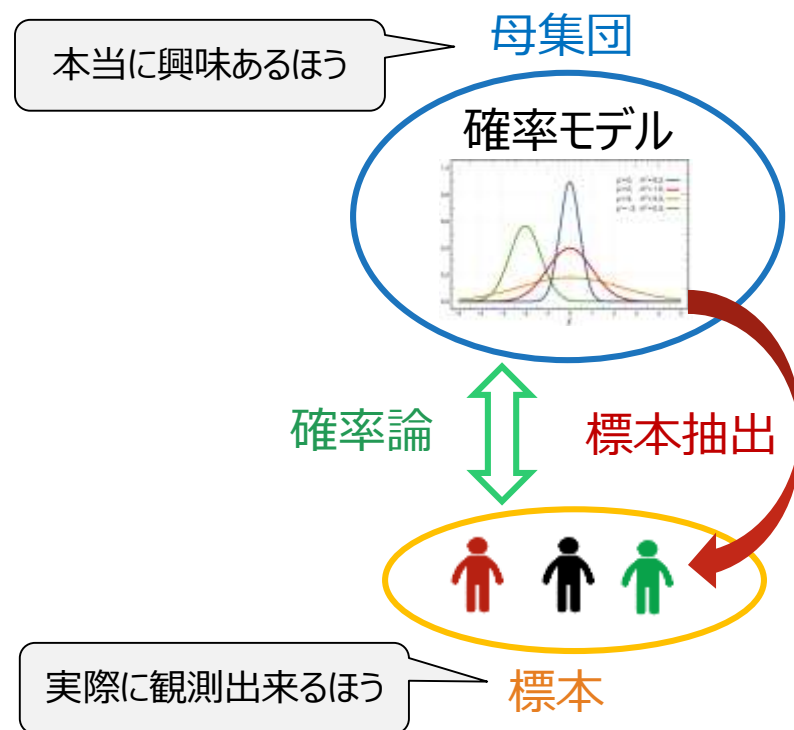 母集団
本当に興味あるほう
確率モデル
確率論
標本抽出
実際に観測出来るほう
標本